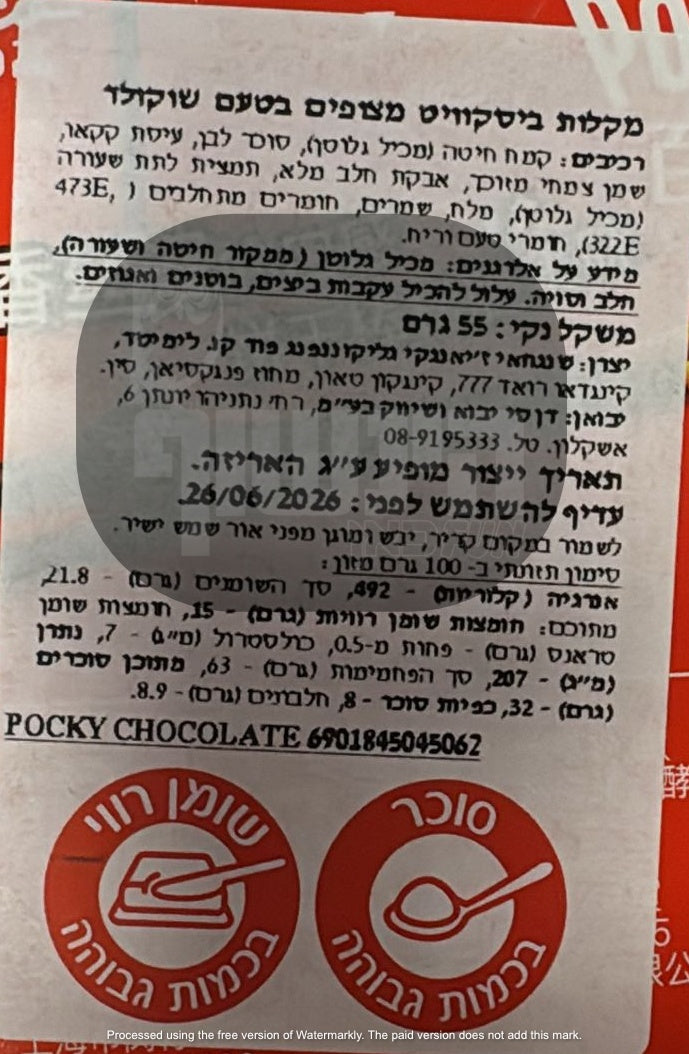 מקלות ביסקוויט מצופים בטעם שוקולד
רכיבים: קמח חיטה (מכיל גלוטן), סוכר לבן, עיסת קקאו,
שמן צמחי מזוכך, אבקת חלב מלא, תמצית לתת שעורה
(מכיל גלוטן), מלח, שמרים, חומרים מתחלבים ( ,473E
322E), חומרי טעם וריח.
מידע על אלרגנים: מכיל גלוטן (ממקור חיטה ושעורה),
חלב וסויה. עלול להכיל עקבות ביצים, בוטנים ואגוזים.
משקל נקי: 55 גרם
יצרן: שנגחאי ז'יאנגקי גליקו נפנג פוד קו. לימיטד,
קינגדאו רואד 777, קינגקון טאון, מחוז פנגקסיאן, סין.
יבואן: דן סי יבוא ושיווק בע"מ, רח' נתניהו יונתן 6,
אשקלון. טל. 08-9195333
תאריך ייצור מופיע ע"ג האריזה.
עדיף להשתמש לפני: 26/06/2026.
לשמור במקום קריר, יבש ומוגן מפני אור שמש ישיר.
סימון תזונתי ב- 100 גרם מזון:
אנרגיה (קלוריות) - 492, סך השומנים (גרם) - 21.8,
מתוכם: חומצות שומן רוויות (גרם) - 15, חומצות שומן
טראנס (גרם) - פחות מ-0.5, כולסטרול (מ"ג) - 7, נתרן
(מ"ג) - 207, סך הפחמימות (גרם) - 63, מתוכן סוכרים
(גרם) - 32, כפיות סוכר - 8, חלבונים (גרם) - 8.9.
POCKY CHOCOLATE 6901845045062
סוכר
בכמות גבוהה
שומן רווי
בכמות גבוהה
Processed using the free version of Watermarkly. The paid version does not add this mark.